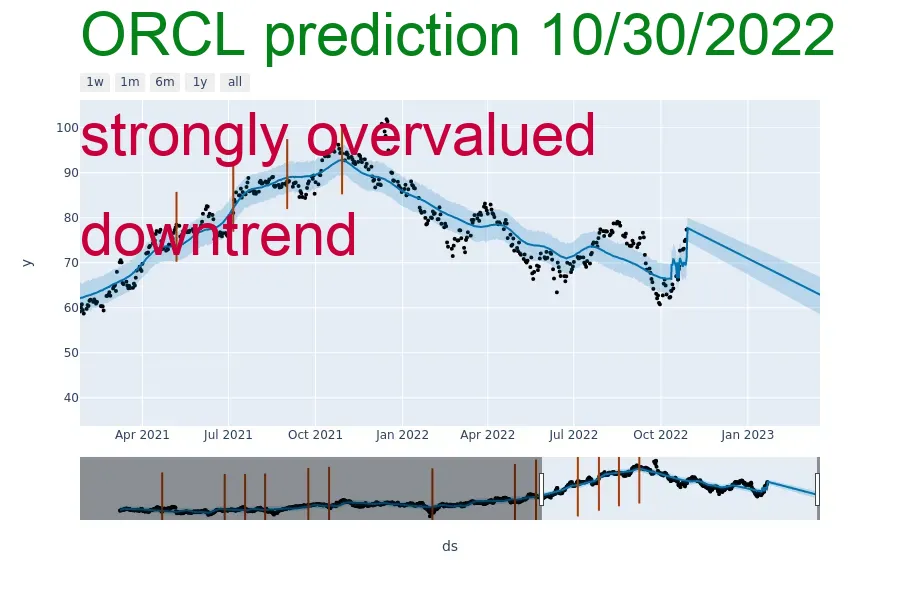 ORCL prediction 10/30/2022
1w 1m 6m 1y all
strongly overvalued
downtrend
100
90
80
70
60
50
40
y
Apr 2021 Jul 2021 Oct 2021 Jan 2022 Apr 2022 Jul 2022 Oct 2022 Jan 2023
ds